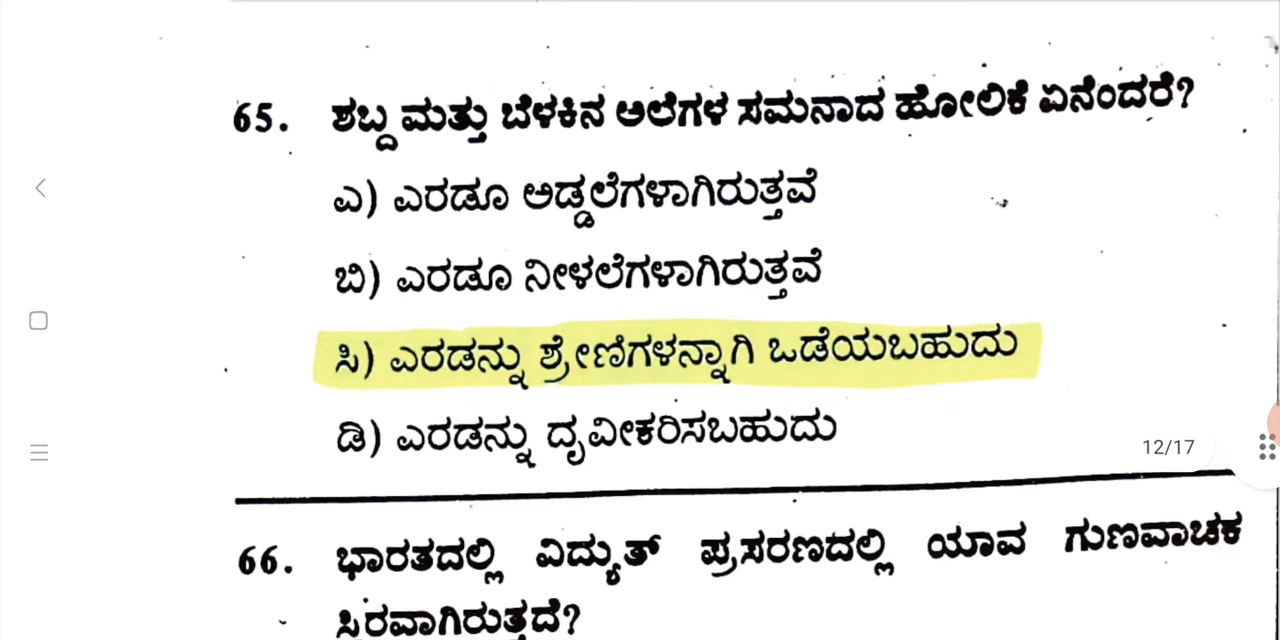 65. ಶಬ್ದ ಮತ್ತು ಬೆಳಕಿನ ಅಲೆಗಳ ಸಮನಾದ ಹೋಲಿಕೆ ಏನೆಂದರೆ?
ಎ) ಎರಡೂ ಅಡ್ಡಲೆಗಳಾಗಿರುತ್ತವೆ
ಬಿ) ಎರಡೂ ನೀಳಲೆಗಳಾಗಿರುತ್ತವೆ
ಸಿ) ಎರಡನ್ನು ಶ್ರೇಣಿಗಳನ್ನಾಗಿ ಒಡೆಯಬಹುದು
ಡಿ) ಎರಡನ್ನು ದೃವೀಕರಿಸಬಹುದು
12/17
66. ಭಾರತದಲ್ಲಿ ವಿದ್ಯುತ್ ಪ್ರಸರಣದಲ್ಲಿ ಯಾವ ಗುಣವಾಚಕ
ಸ್ಥಿರವಾಗಿರುತ್ತದೆ?